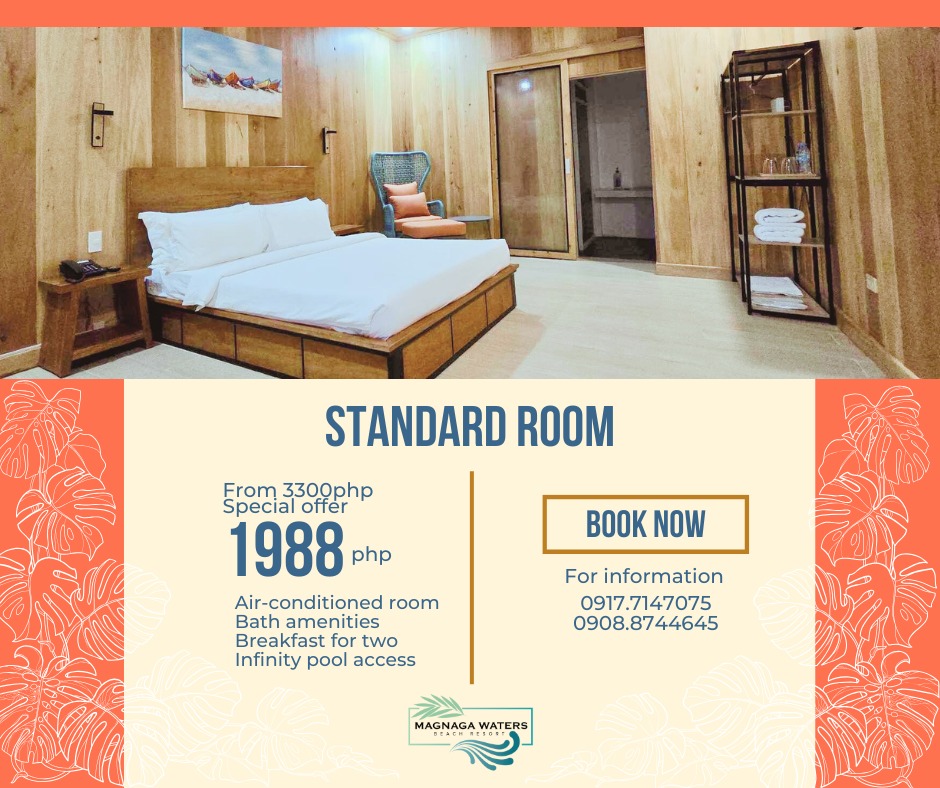 STANDARD ROOM
From 3300php
Special offer
1988 php
Air-conditioned room
Bath amenities
Breakfast for two
Infinity pool access
BOOK NOW
For information
0917.7147075
0908.8744645
MAGNAGA WATERS
BEACH RESORT